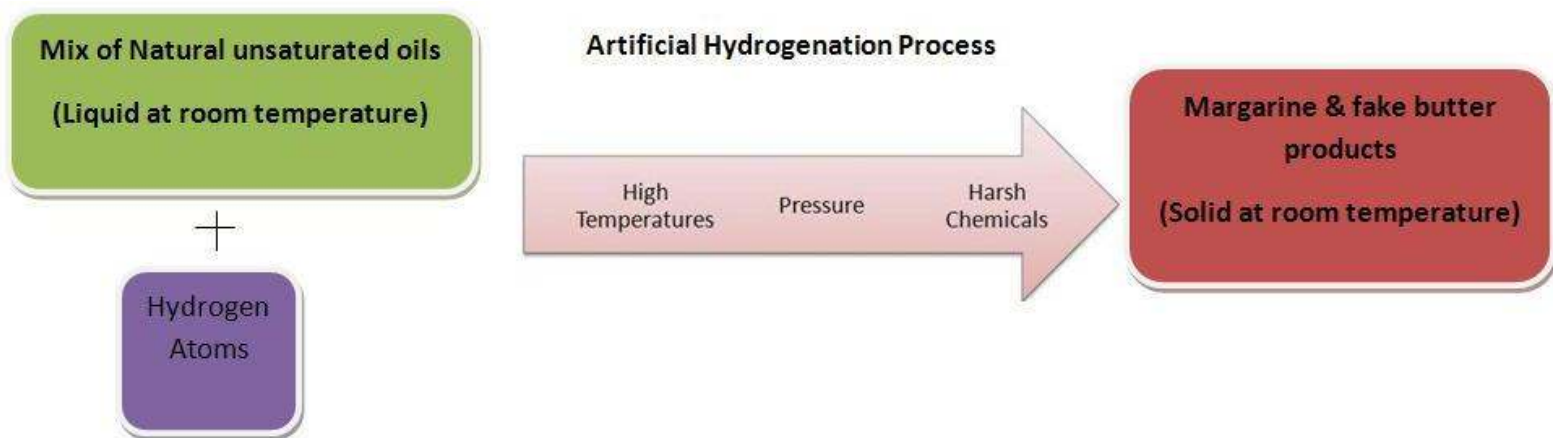 Mix of Natural unsaturated oils
(Liquid at room temperature)
+
Hydrogen
Atoms
Artificial Hydrogenation Process
High
Temperatures
Pressure
Harsh
Chemicals
Margarine & fake butter
products
(Solid at room temperature)